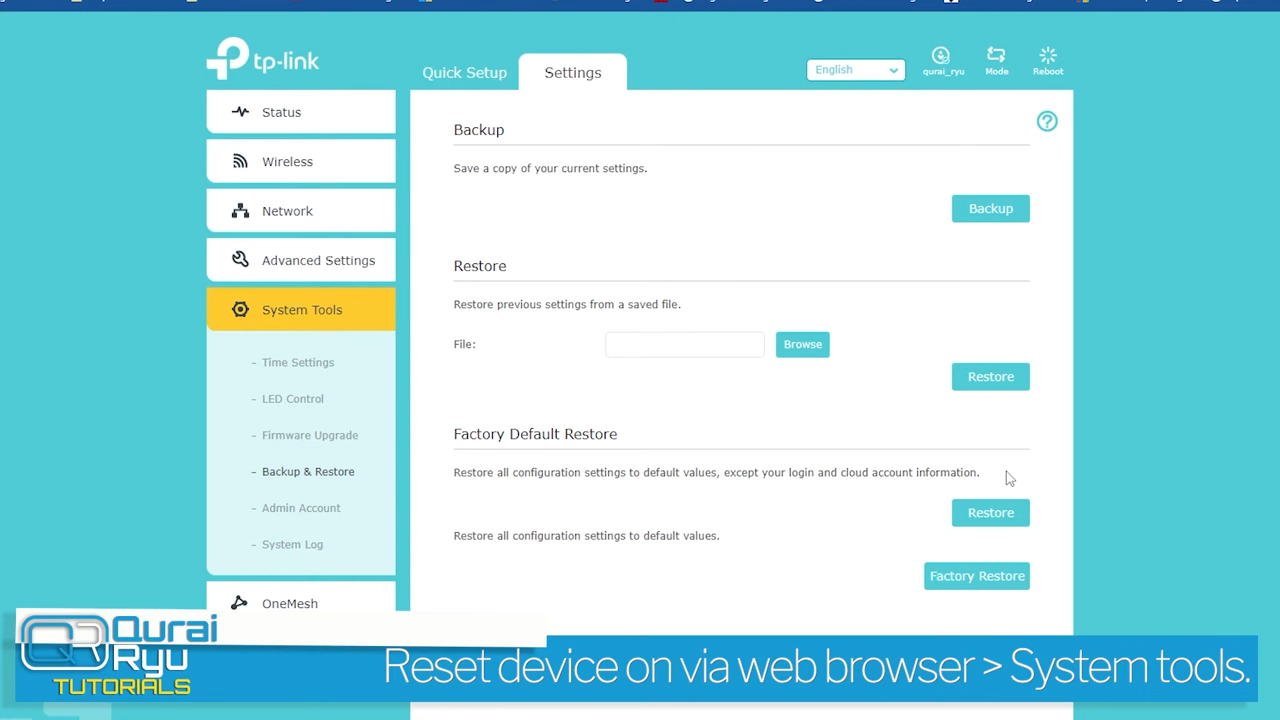 tp-link
Quick Setup
Settings
English
qurai_ryu
Mode
Reboot
Status
Wireless
Network
Advanced Settings
System Tools
- Time Settings
- LED Control
- Firmware Upgrade
- Backup & Restore
- Admin Account
- System Log
OneMesh
Backup
Save a copy of your current settings.
Backup
Restore
Restore previous settings from a saved file.
File:
Browse
Restore
Factory Default Restore
Restore all configuration settings to default values, except your login and cloud account information.
Restore
Restore all configuration settings to default values.
Factory Restore
QR Qurai
Ryu
TUTORIALS
Reset device on via web browser > System tools.